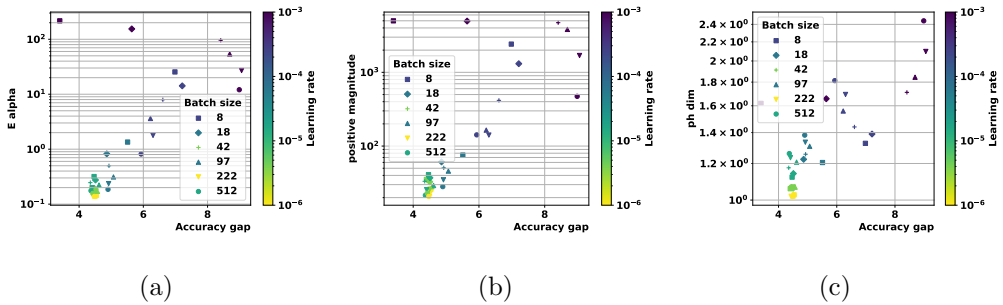 E alpha
10²
10¹
10⁰
10⁻¹
4
6
8
Accuracy gap
Batch size
8
18
42
97
222
512
10⁻³
10⁻⁴
10⁻⁵
10⁻⁶
Learning rate
(a)
positive magnitude
10³
10²
4
6
8
Accuracy gap
Batch size
8
18
42
97
222
512
10⁻³
10⁻⁴
10⁻⁵
10⁻⁶
Learning rate
(b)
ph dim
2.4 × 10⁰
2.2 × 10⁰
2 × 10⁰
1.8 × 10⁰
1.6 × 10⁰
1.4 × 10⁰
1.2 × 10⁰
10⁰
4
6
8
Accuracy gap
Batch size
8
18
42
97
222
512
10⁻³
10⁻⁴
10⁻⁵
10⁻⁶
Learning rate
(c)